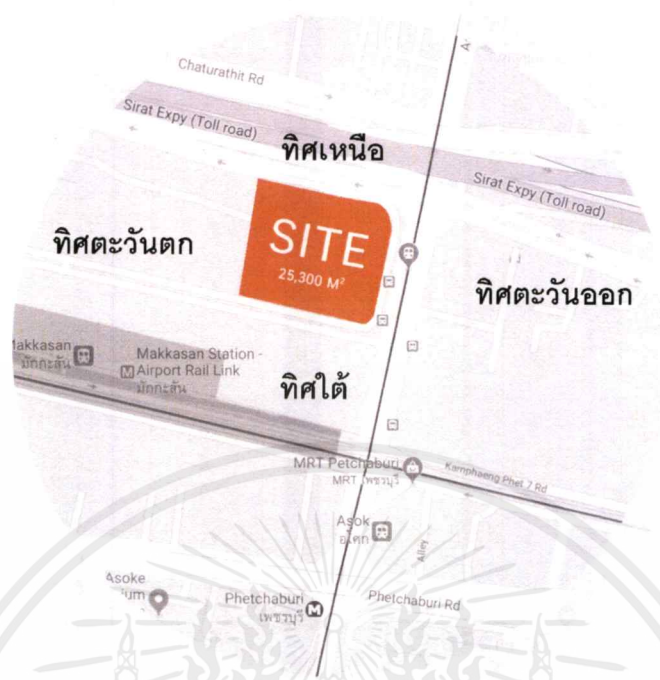 Chaturathit Rd
Sirat Expy (Toll road)
ทิศเหนือ
Sirat Expy (Toll road)
ทิศตะวันตก
SITE
25,300 M²
ทิศตะวันออก
Makkasan Station -
Airport Rail Link
มักกะสัน
akkasan
มักกะสัน
ทิศใต้
MRT Petchaburi
MRT เพชรบุรี
Kamphaeng Phet 7 Rd
Asok
อโศก
Alley
Asoke
Phetchaburi
เพชรบุรี
Phetchaburi Rd